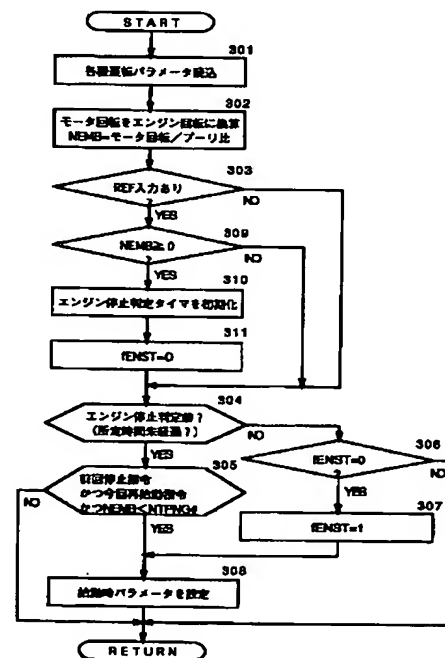 START
301
各種運転パラメータ読込
302
モータ回転をエンジン回転に換算
NEMB=モータ回転/プーリ比
303
REF入力あり
?
NO
YES
309
NEMB≧0
?
NO
YES
310
エンジン停止判定タイマを初期化
311
fENST=0
304
エンジン停止判定前?
(所定時間未経過?)
NO
YES
305
前回停止指令
かつ今回再始動指令
かつNEMB<NTPNG#
NO
YES
306
fENST=0
?
NO
YES
307
fENST=1
308
始動時パラメータを設定
RETURN